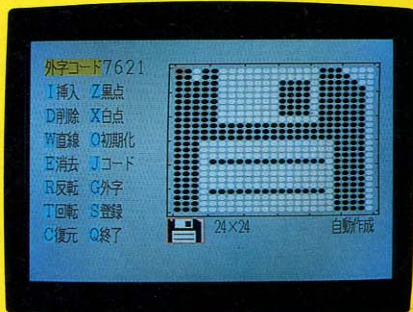 外字コード7621
I挿入 Z黒点
D削除 X白点
W直線 O初期化
E消去 Jコード
R反転 G外字
T回転 S登録
C復元 Q終了
24×24 自動作成